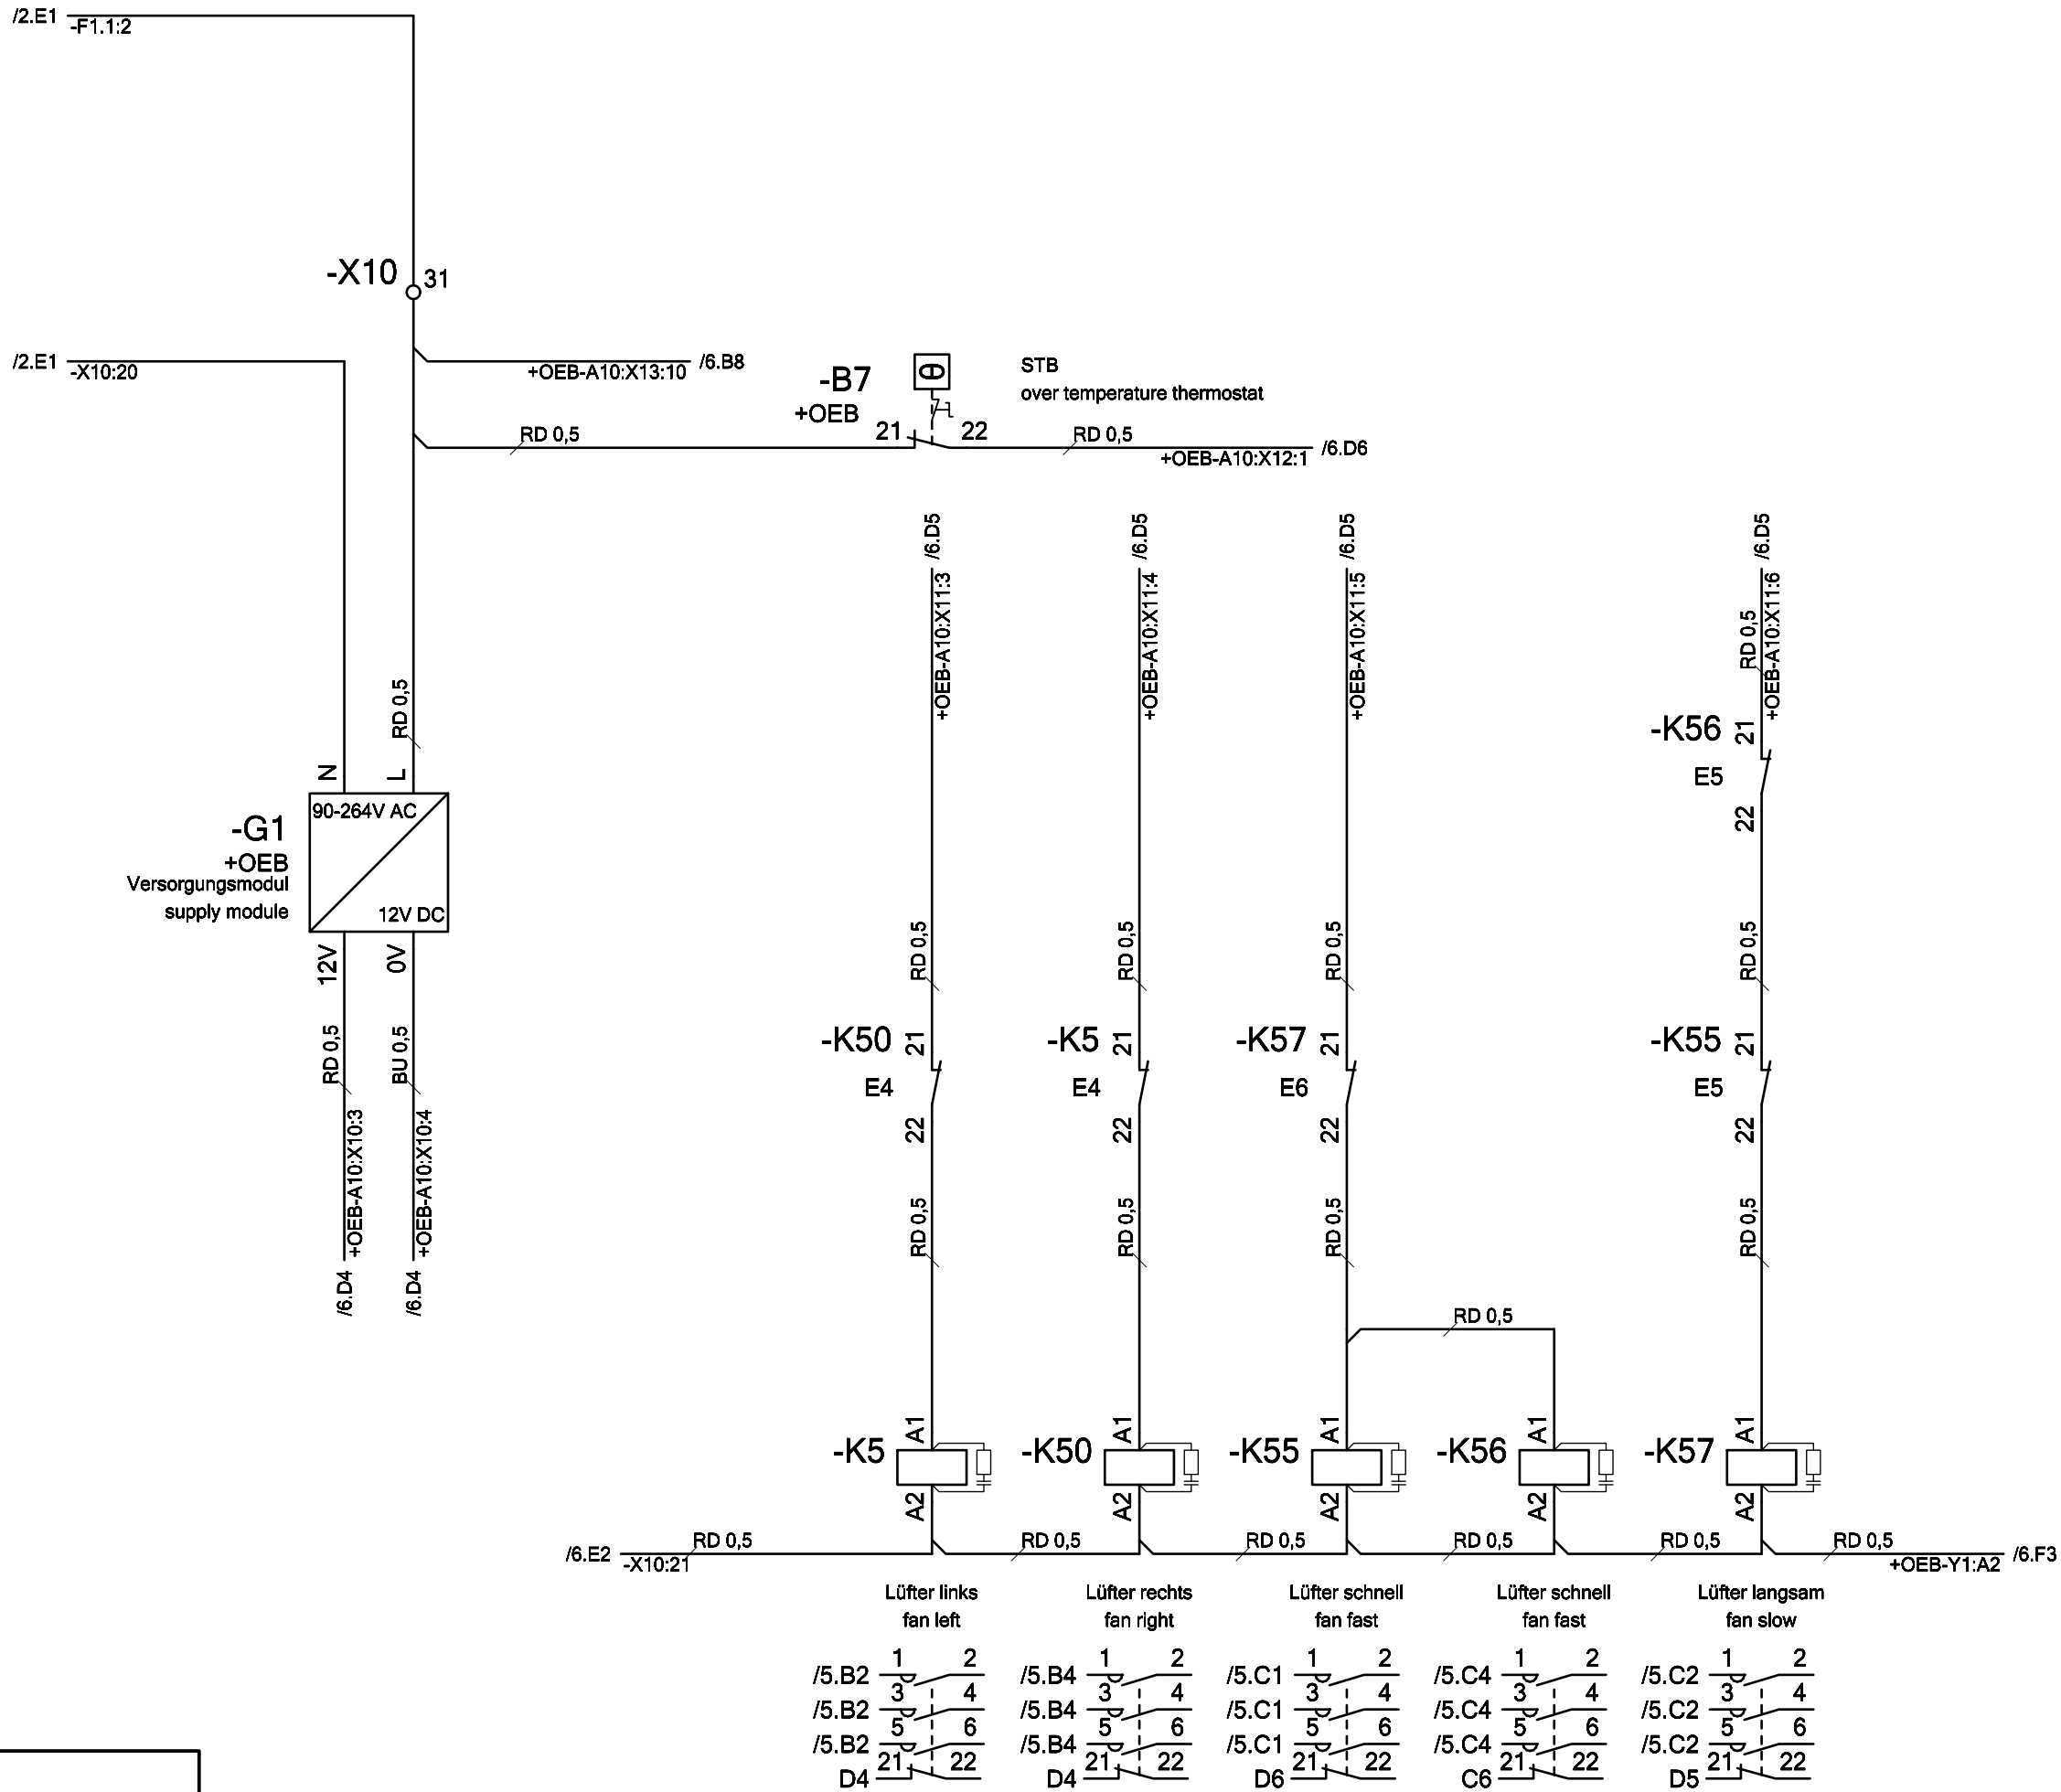 /2.E1
-F1.1:2
-X10
31
/2.E1
-X10:20
+OEB-A10:X13:10
/6.B8
-B7
+OEB
STB
over temperature thermostat
RD 0,5
21
22
RD 0,5
+OEB-A10:X12:1
/6.D6
/6.D5
/6.D5
/6.D5
/6.D5
+OEB-A10:X11:3
+OEB-A10:X11:4
+OEB-A10:X11:5
RD 0,5
+OEB-A10:X11:6
RD 0,5
-K56
21
E5
22
N
L
90-264V AC
12V DC
-G1
+OEB
Versorgungsmodul
supply module
12V
0V
RD 0,5
RD 0,5
RD 0,5
RD 0,5
RD 0,5
BU 0,5
-K50
21
E4
22
-K5
21
E4
22
-K57
21
E6
22
-K55
21
E5
22
+OEB-A10:X10:3
+OEB-A10:X10:4
/6.D4
/6.D4
RD 0,5
RD 0,5
RD 0,5
RD 0,5
RD 0,5
-K5
A1
A2
-K50
A1
A2
-K55
A1
A2
-K56
A1
A2
-K57
A1
A2
/6.E2
-X10:21
RD 0,5
RD 0,5
RD 0,5
RD 0,5
RD 0,5
RD 0,5
+OEB-Y1:A2
/6.F3
Lüfter links
fan left
Lüfter rechts
fan right
Lüfter schnell
fan fast
Lüfter schnell
fan fast
Lüfter langsam
fan slow
/5.B2 1 2
/5.B2 3 4
/5.B2 5 6
D4 21 22
/5.B4 1 2
/5.B4 3 4
/5.B4 5 6
D4 21 22
/5.C1 1 2
/5.C1 3 4
/5.C1 5 6
D6 21 22
/5.C4 1 2
/5.C4 3 4
/5.C4 5 6
C6 21 22
/5.C2 1 2
/5.C2 3 4
/5.C2 5 6
D5 21 22